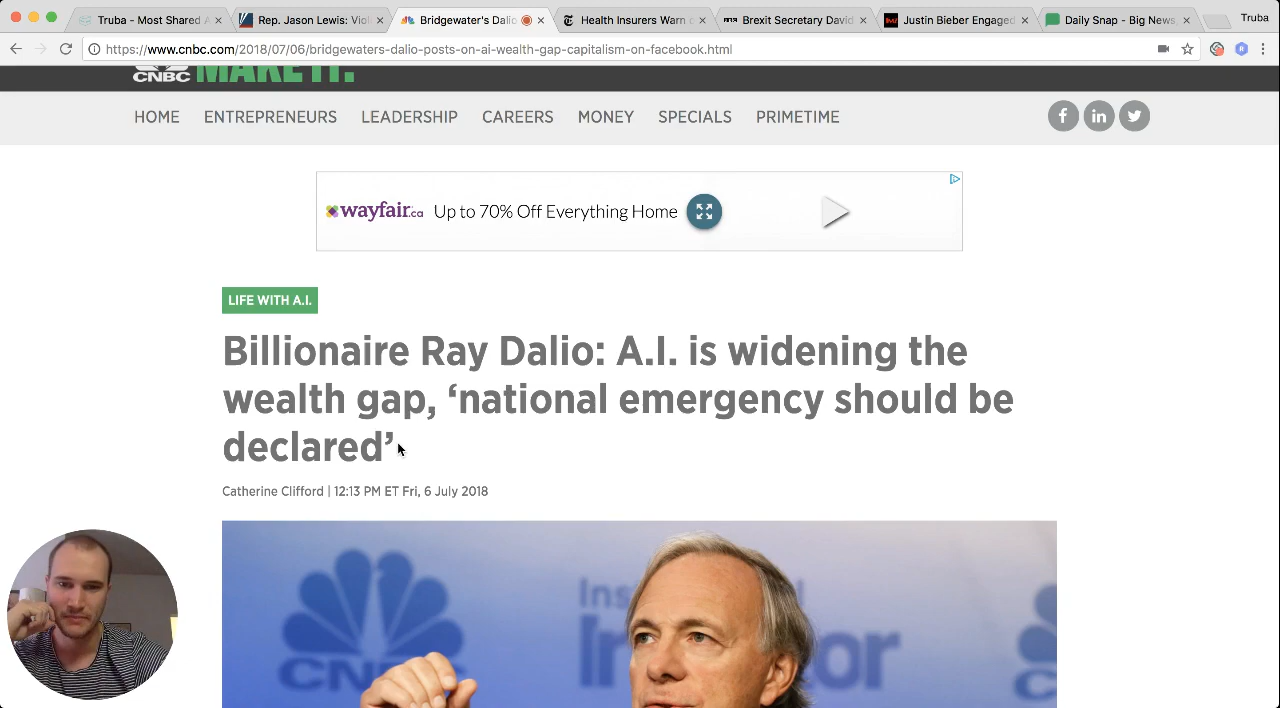 Truba - Most Shared A
Rep. Jason Lewis: Viol
Bridgewater's Dalio
Health Insurers Warn o
Brexit Secretary David
Justin Bieber Engaged
Daily Snap - Big News,
Truba
https://www.cnbc.com/2018/07/06/bridgewaters-dalio-posts-on-ai-wealth-gap-capitalism-on-facebook.html
CNBC MAKE IT.
HOME ENTREPRENEURS LEADERSHIP CAREERS MONEY SPECIALS PRIMETIME
wayfair.ca Up to 70% Off Everything Home
LIFE WITH A.I.
Billionaire Ray Dalio: A.I. is widening the
wealth gap, ‘national emergency should be
declared’
Catherine Clifford | 12:13 PM ET Fri, 6 July 2018
CNBC